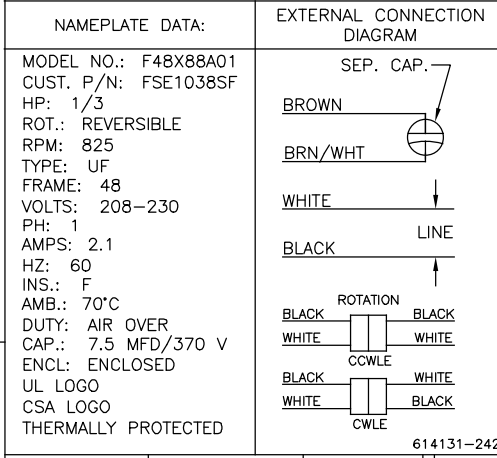 NAMEPLATE DATA:
MODEL NO.: F48X88A01
CUST. P/N: FSE1038SF
HP: 1/3
ROT.: REVERSIBLE
RPM: 825
TYPE: UF
FRAME: 48
VOLTS: 208-230
PH: 1
AMPS: 2.1
HZ: 60
INS.: F
AMB.: 70°C
DUTY: AIR OVER
CAP.: 7.5 MFD/370 V
ENCL: ENCLOSED
UL LOGO
CSA LOGO
THERMALLY PROTECTED
EXTERNAL CONNECTION
DIAGRAM
SEP. CAP.
BROWN
BRN/WHT
WHITE
LINE
BLACK
ROTATION
BLACK BLACK
WHITE WHITE
CCWLE
BLACK WHITE
WHITE BLACK
CWLE
614131-242